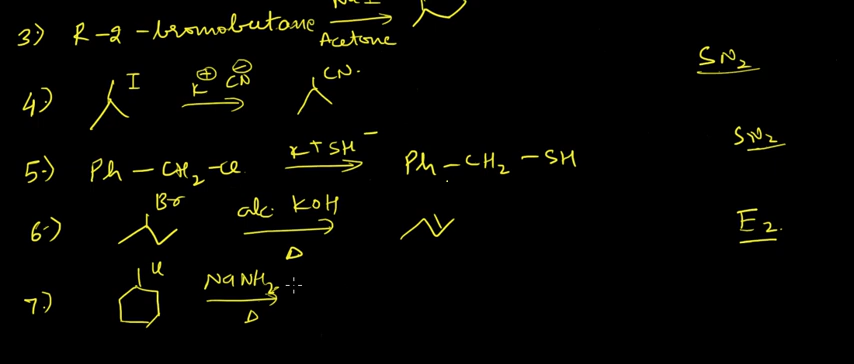 3.) R-2-bromobutane Acetone
4.) I K⊕ CN⊖ CN. SN2
5.) Ph-CH2-Cl K+SH- Ph-CH2-SH SN2
6.) Br alc. KOH Δ E2.
7.) Cl NaNH2 Δ